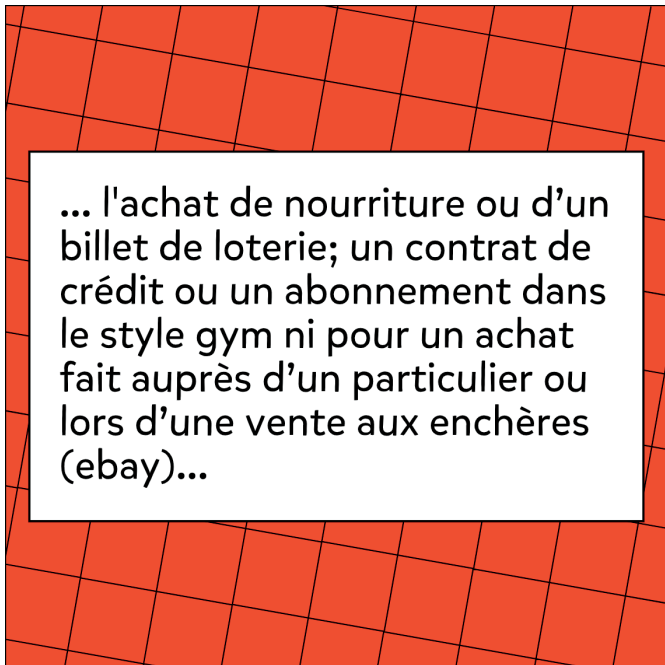 ... l'achat de nourriture ou d’un
billet de loterie; un contrat de
crédit ou un abonnement dans
le style gym ni pour un achat
fait auprès d’un particulier ou
lors d’une vente aux enchères
(ebay)...